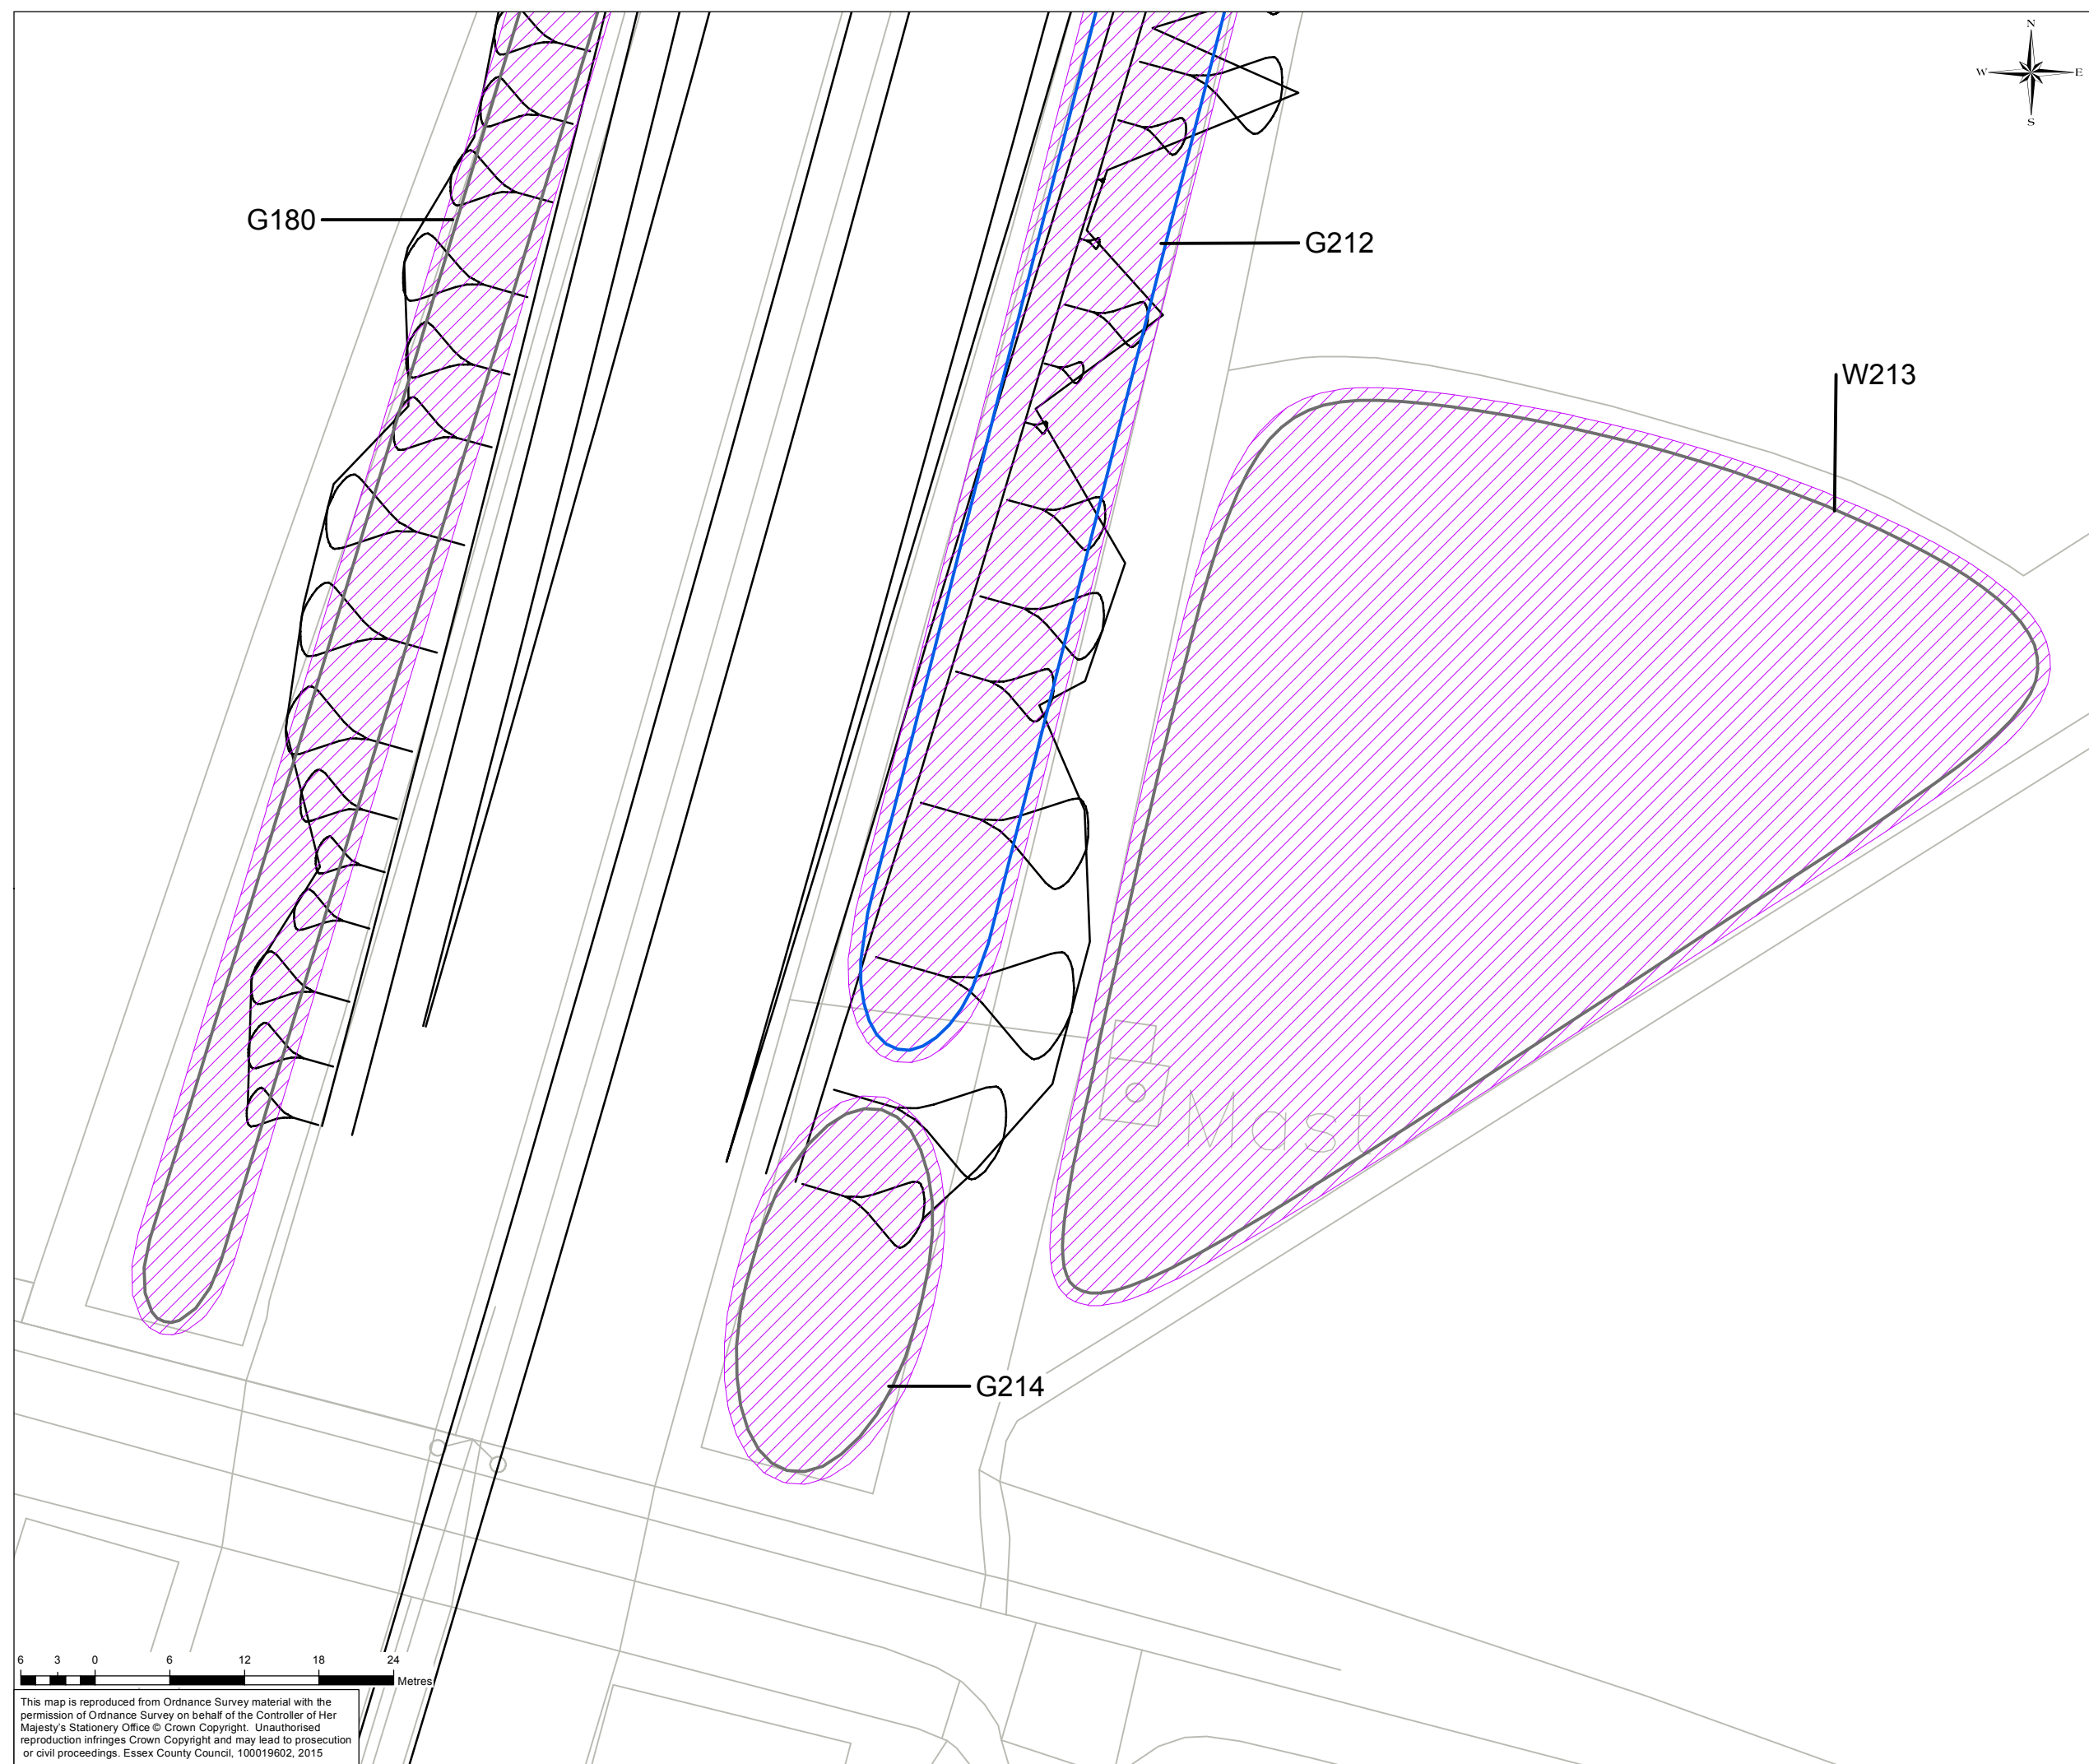 N
W E
S
G180
G212
W213
Mast
G214
6 3 0 6 12 18 24
Metres
This map is reproduced from Ordnance Survey material with the
permission of Ordnance Survey on behalf of the Controller of Her
Majesty's Stationery Office © Crown Copyright. Unauthorised
reproduction infringes Crown Copyright and may lead to prosecution
or civil proceedings. Essex County Council, 100019602, 2015